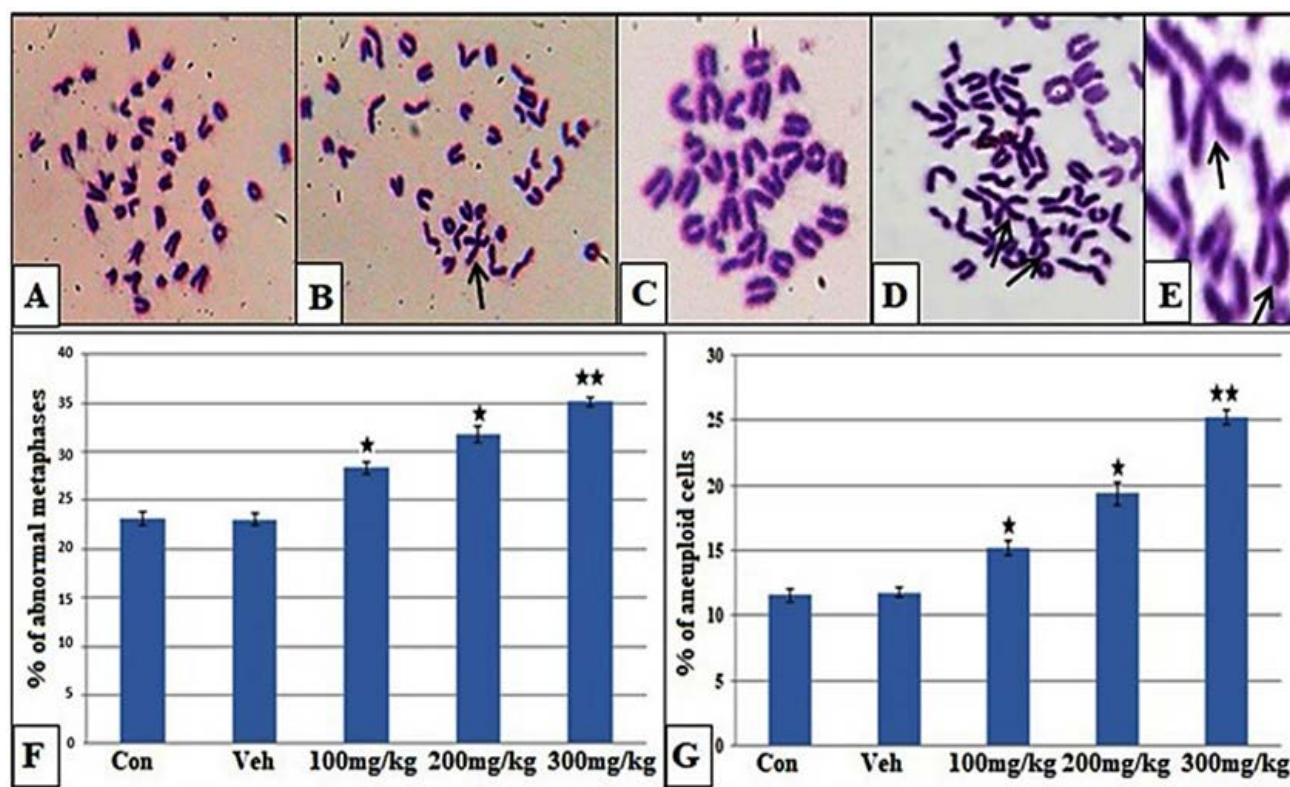 A
B
C
D
E
% of abnormal metaphases
40
35
30
25
20
15
10
5
0
★
★
★★
Con Veh 100mg/kg 200mg/kg 300mg/kg
F
% of aneuploid cells
30
25
20
15
10
5
0
★
★
★★
Con Veh 100mg/kg 200mg/kg 300mg/kg
G